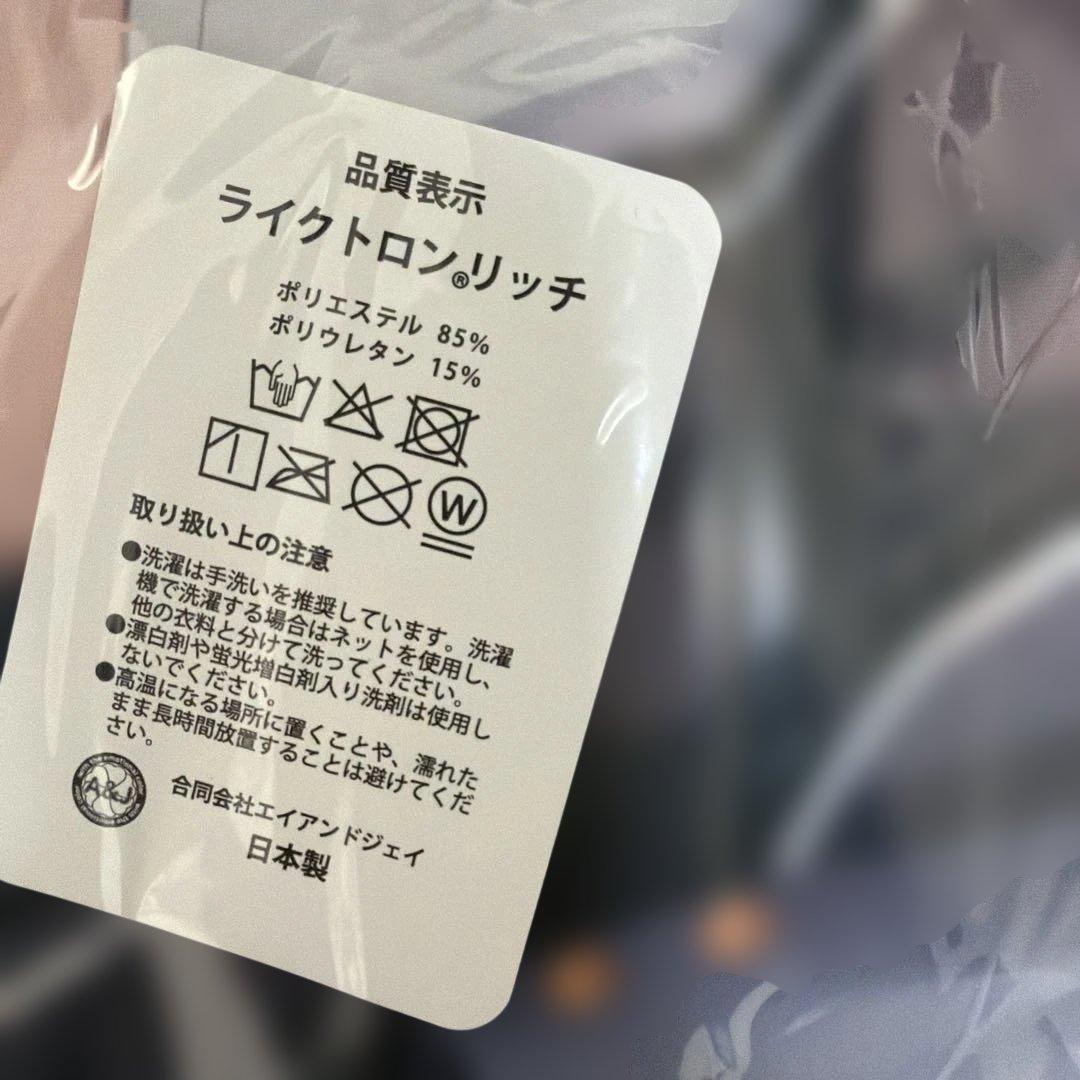 品質表示
ライクトロン®リッチ
ポリエステル 85%
ポリウレタン 15%
W
取り扱い上の注意
●洗濯は手洗いを推奨しています。洗濯
機で洗濯する場合はネットを使用し、
他の衣料と分けて洗ってください。
●漂白剤や蛍光増白剤入り洗剤は使用し
ないでください。
●高温になる場所に置くことや、濡れた
まま長時間放置することは避けてくだ
さい。
A&J
合同会社エイアンドジェイ
日本製